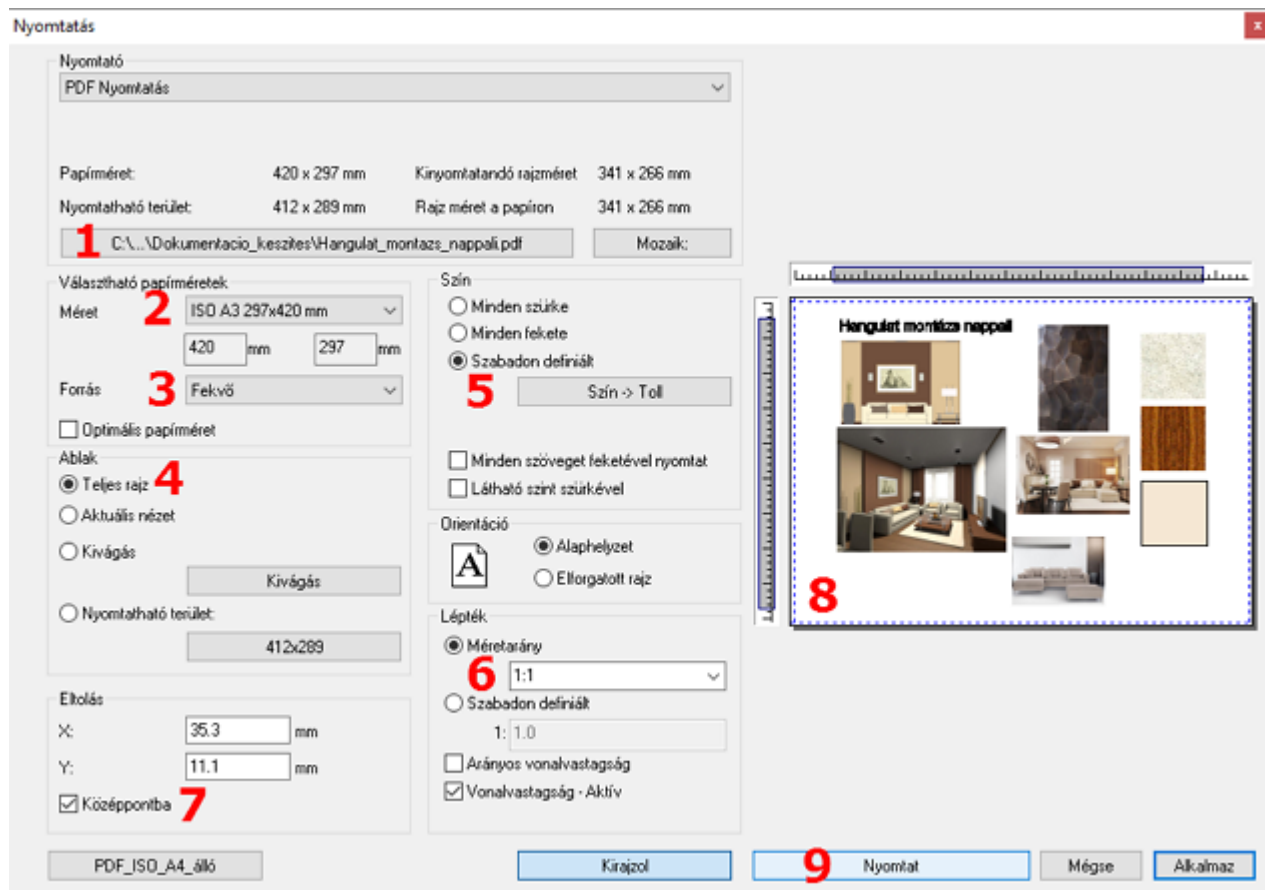 Nyomtatás
x
Nyomtató
PDF Nyomtatás
Papírméret: 420 x 297 mm Kinyomtatandó rajzméret 341 x 266 mm
Nyomtatható terület: 412 x 289 mm Rajz méret a papíron 341 x 266 mm
1 C:\...\Dokumentacio_keszites\Hangulat_montazs_nappali.pdf Mozaik:
Választható papírméretek
Méret 2 ISO A3 297x420 mm
420 mm 297 mm
Forrás 3 Fekvő
Optimális papírméret
Ablak
Teljes rajz 4
Aktuális nézet
Kivágás
Kivágás
Nyomtatható terület:
412x289
Eltolás
X: 35.3 mm
Y: 11.1 mm
Középpontba 7
Szín
Minden szürke
Minden fekete
Szabadon definiált
5 Szín -> Toll
Minden szöveget feketével nyomtat
Látható szint szürkével
Orientáció
A
Alaphelyzet
Elforgatott rajz
Lépték
Méretarány
6 1:1
Szabadon definiált
1: 1.0
Arányos vonalvastagság
Vonalvastagság - Aktív
Hangulat montázs nappali
8
PDF_ISO_A4_álló Kirajzol 9 Nyomtat Mégse Alkalmaz